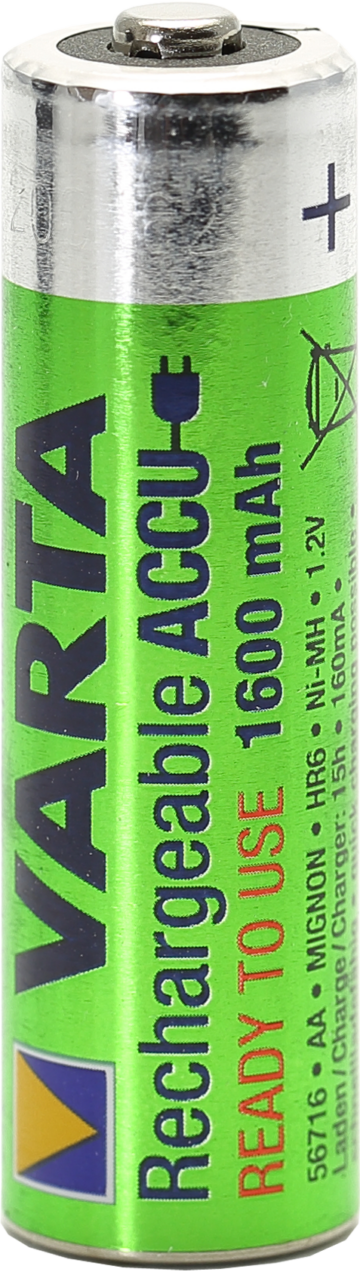 +
VARTA
Rechargeable ACCU
READY TO USE 1600 mAh
56716 • AA • MIGNON • HR6 • Ni-MH • 1.2V
Laden / Charge / Charger: 15h • 160mA •